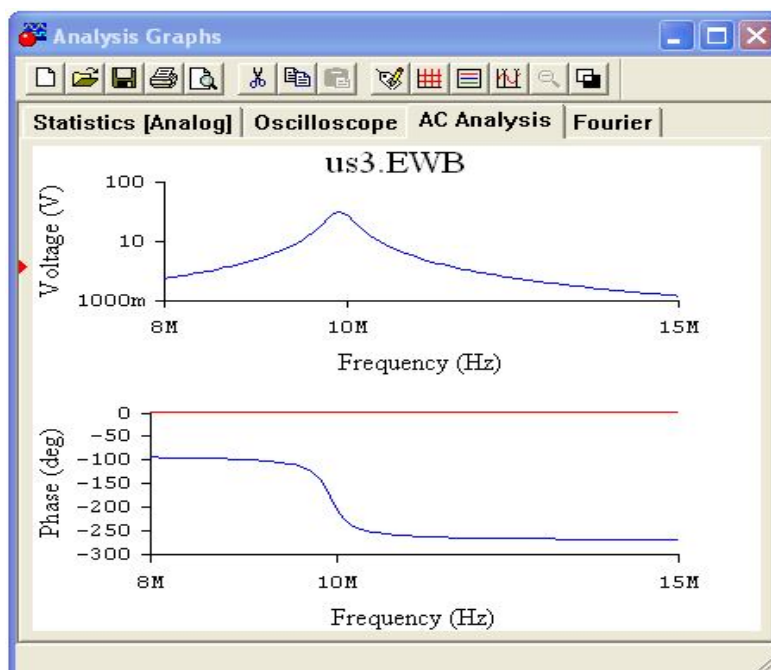 Analysis Graphs
Statistics [Analog] Oscilloscope AC Analysis Fourier
us3.EWB
Voltage (V)
100
10
1000m
8M 10M 15M
Frequency (Hz)
Phase (deg)
0
-50
-100
-150
-200
-250
-300
8M 10M 15M
Frequency (Hz)